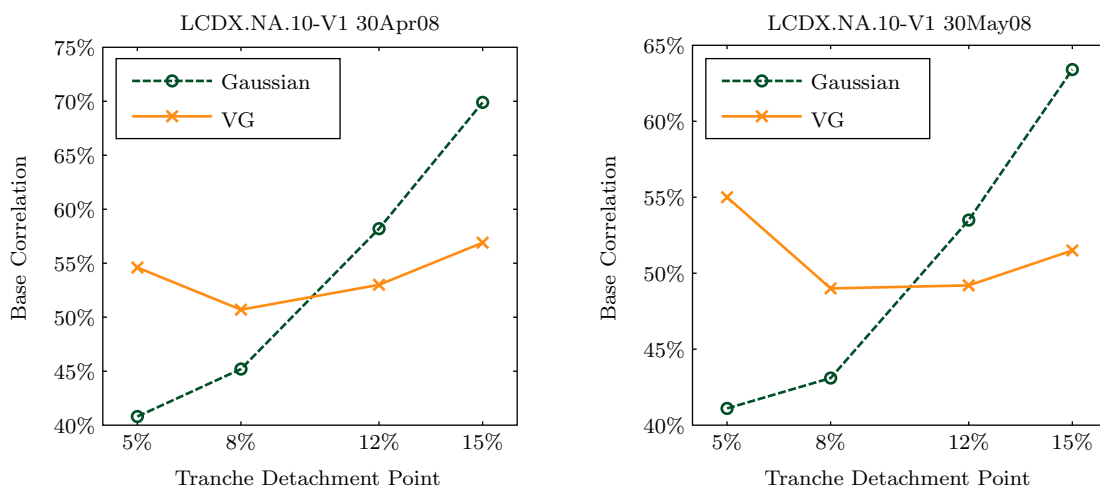 LCDX.NA.10-V1 30Apr08
75%
70%
65%
60%
55%
50%
45%
40%
Base Correlation
Gaussian
VG
5%
8%
12%
15%
Tranche Detachment Point
LCDX.NA.10-V1 30May08
65%
60%
55%
50%
45%
40%
Base Correlation
Gaussian
VG
5%
8%
12%
15%
Tranche Detachment Point